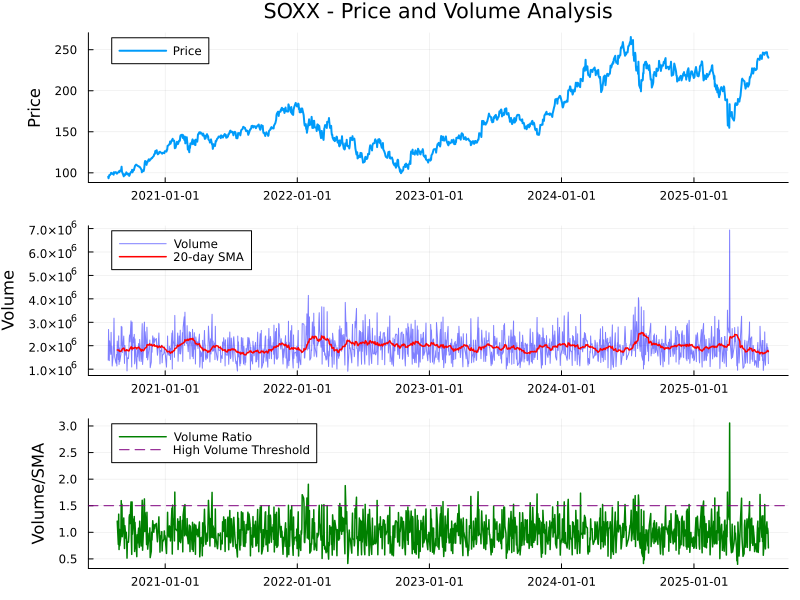 SOXX - Price and Volume Analysis
Price
250
200
150
100
Price
2021-01-01 2022-01-01 2023-01-01 2024-01-01 2025-01-01
Volume
7.0×10⁶
6.0×10⁶
5.0×10⁶
4.0×10⁶
3.0×10⁶
2.0×10⁶
1.0×10⁶
Volume
20-day SMA
2021-01-01 2022-01-01 2023-01-01 2024-01-01 2025-01-01
Volume/SMA
3.0
2.5
2.0
1.5
1.0
0.5
Volume Ratio
High Volume Threshold
2021-01-01 2022-01-01 2023-01-01 2024-01-01 2025-01-01